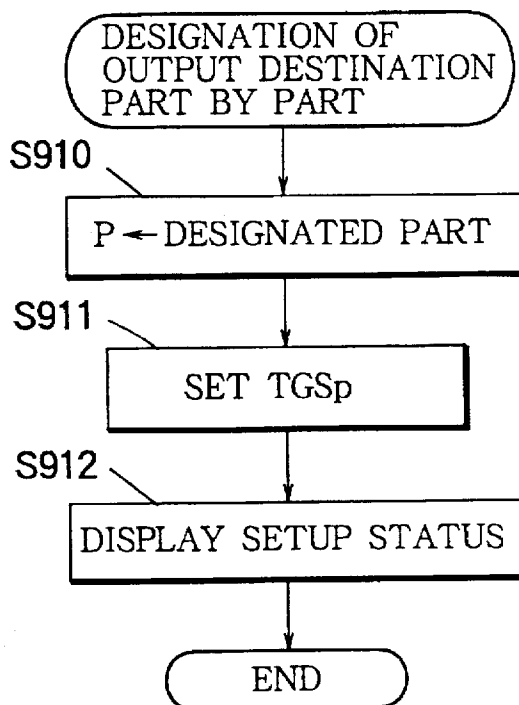 DESIGNATION OF
OUTPUT DESTINATION
PART BY PART
S910
P ← DESIGNATED PART
S911
SET TGSp
S912
DISPLAY SETUP STATUS
END